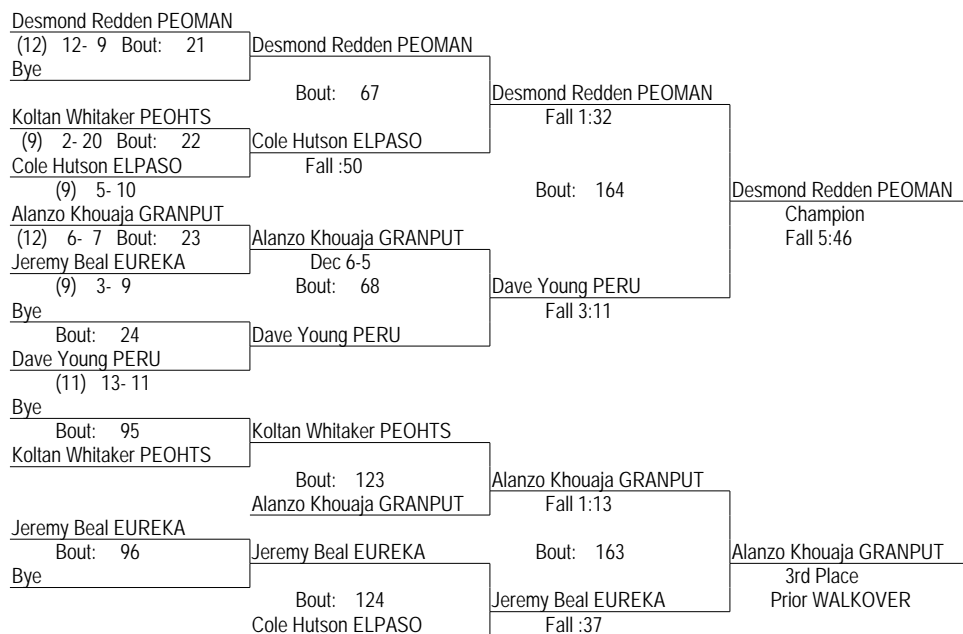 Desmond Redden PEOMAN
(12) 12- 9 Bout: 21 Desmond Redden PEOMAN
Bye
Bout: 67 Desmond Redden PEOMAN
Koltan Whitaker PEOHTS Fall 1:32
(9) 2- 20 Bout: 22 Cole Hutson ELPASO
Cole Hutson ELPASO Fall :50
(9) 5- 10 Bout: 164 Desmond Redden PEOMAN
Alanzo Khouaja GRANPUT Champion
(12) 6- 7 Bout: 23 Alanzo Khouaja GRANPUT Fall 5:46
Jeremy Beal EUREKA Dec 6-5
(9) 3- 9 Bout: 68 Dave Young PERU
Bye Fall 3:11
Bout: 24 Dave Young PERU
Dave Young PERU
(11) 13- 11
Bye
Bout: 95 Koltan Whitaker PEOHTS
Koltan Whitaker PEOHTS
Bout: 123 Alanzo Khouaja GRANPUT
Alanzo Khouaja GRANPUT Fall 1:13
Jeremy Beal EUREKA
Bout: 96 Jeremy Beal EUREKA Bout: 163 Alanzo Khouaja GRANPUT
Bye 3rd Place
Bout: 124 Jeremy Beal EUREKA Prior WALKOVER
Cole Hutson ELPASO Fall :37